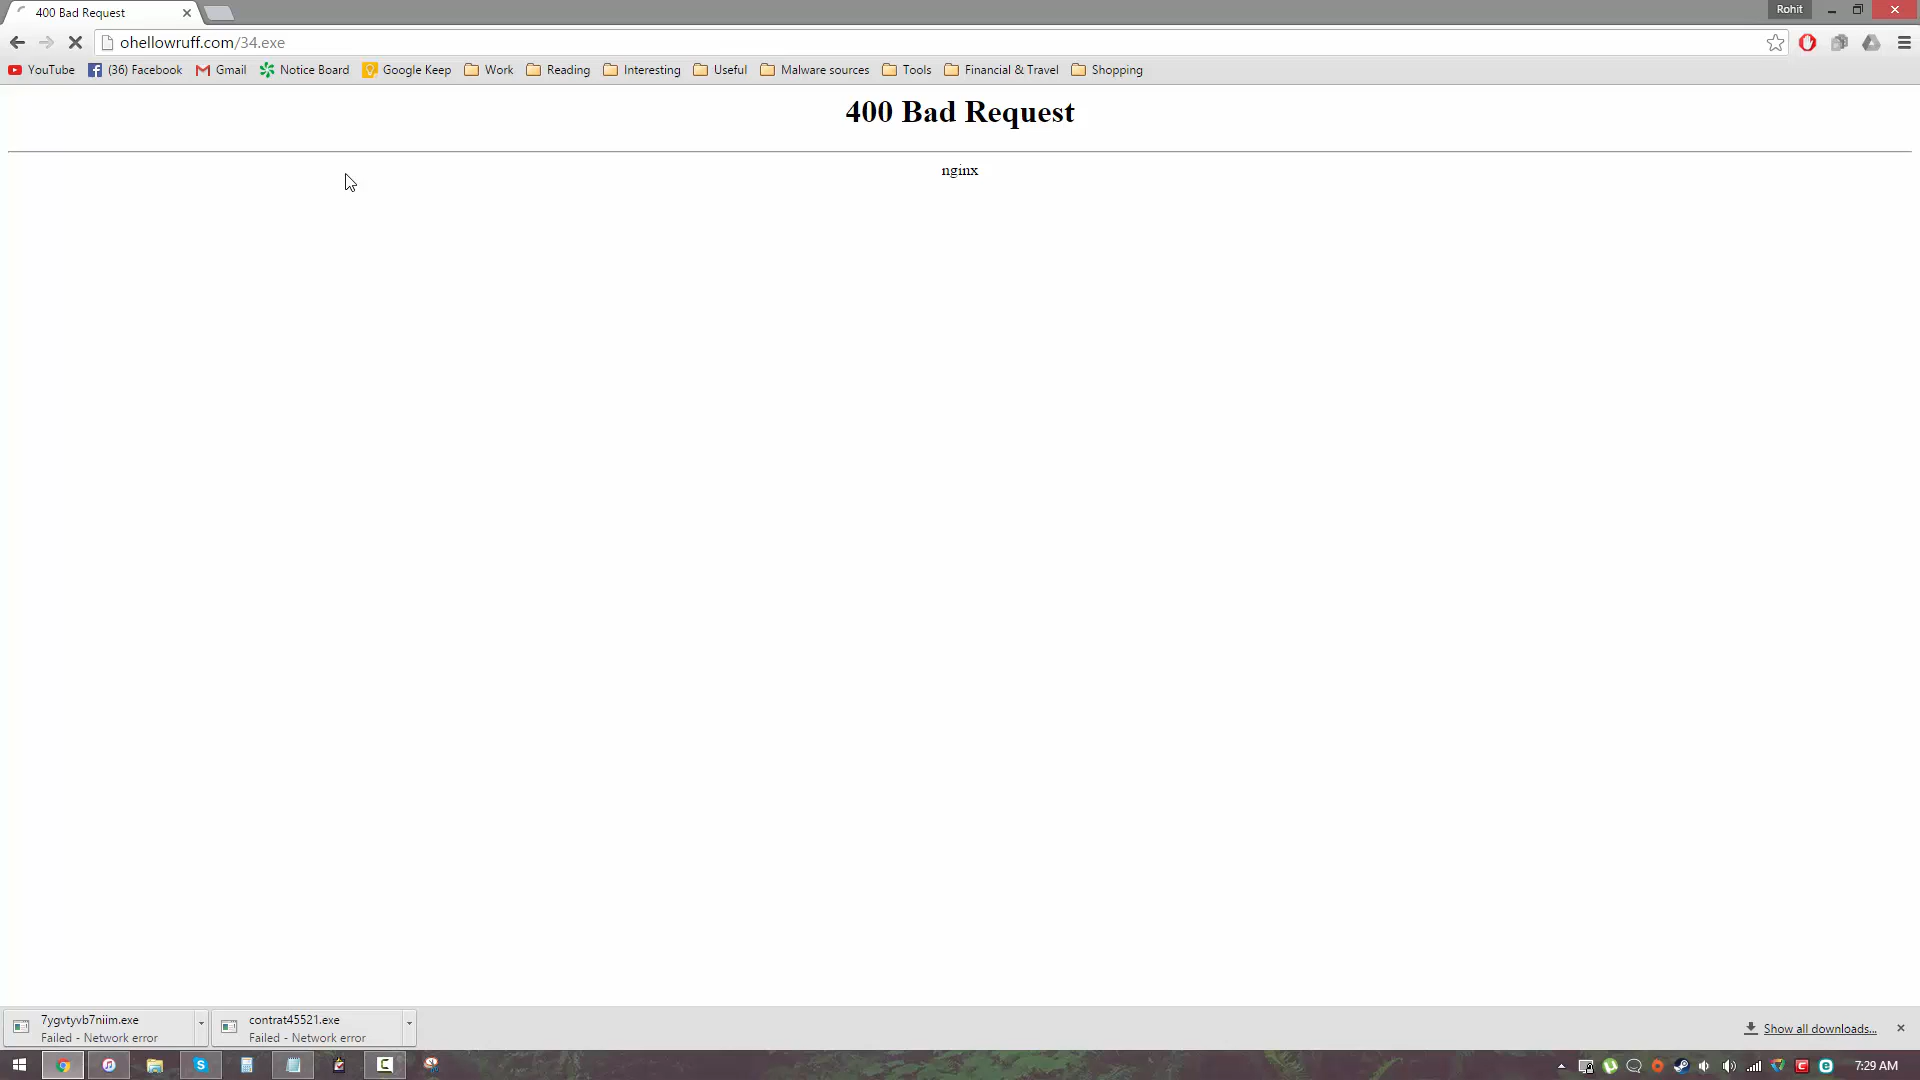 400 Bad Request
Rohit
ohellowruff.com/34.exe
YouTube (36) Facebook Gmail Notice Board Google Keep Work Reading Interesting Useful Malware sources Tools Financial & Travel Shopping
400 Bad Request
nginx
7ygvtyvb7niim.exe
Failed - Network error
contrat45521.exe
Failed - Network error
Show all downloads...
7:29 AM